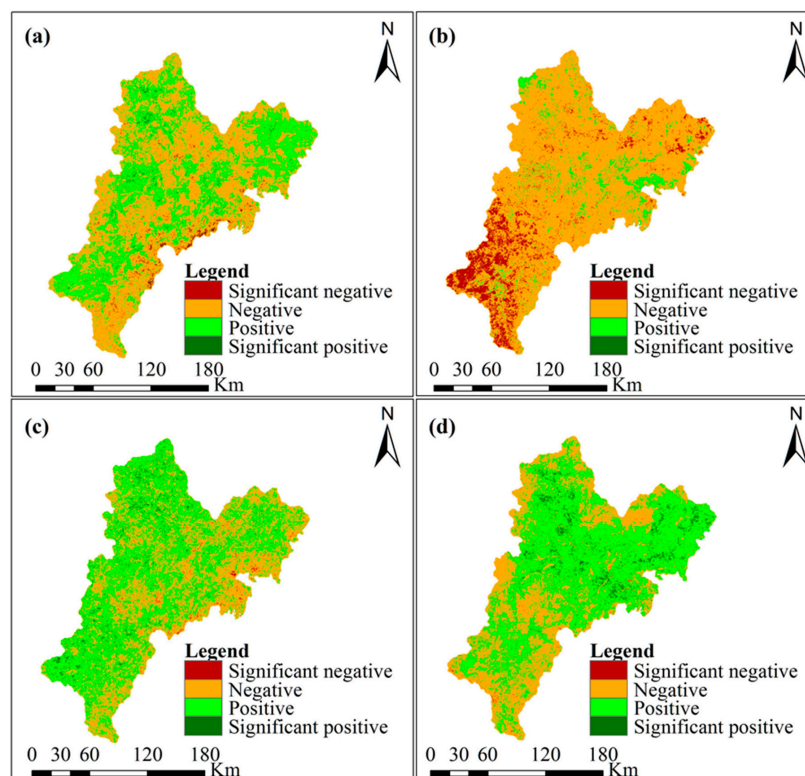 (a)
N
Legend
Significant negative
Negative
Positive
Significant positive
0 30 60 120 180
Km
(b)
N
Legend
Significant negative
Negative
Positive
Significant positive
0 30 60 120 180
Km
(c)
N
Legend
Significant negative
Negative
Positive
Significant positive
0 30 60 120 180
Km
(d)
N
Legend
Significant negative
Negative
Positive
Significant positive
0 30 60 120 180
Km